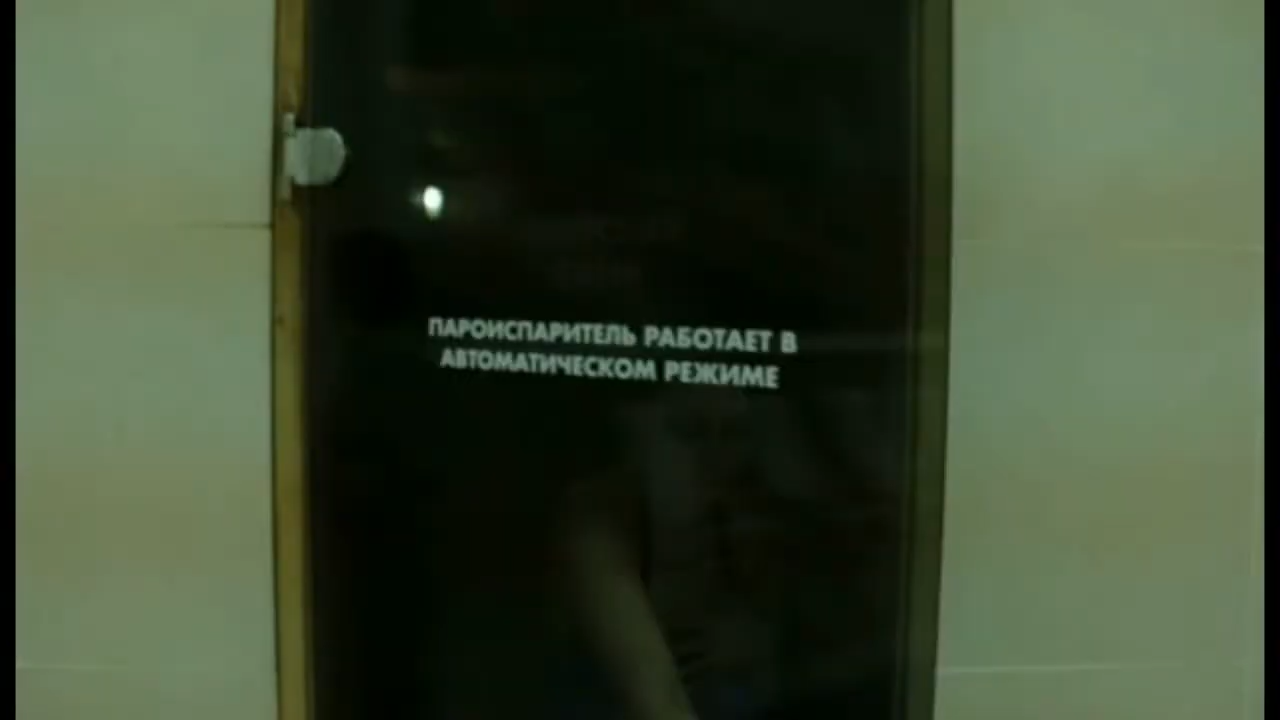 ПАРОИСПАРИТЕЛЬ РАБОТАЕТ В
АВТОМАТИЧЕСКОМ РЕЖИМЕ